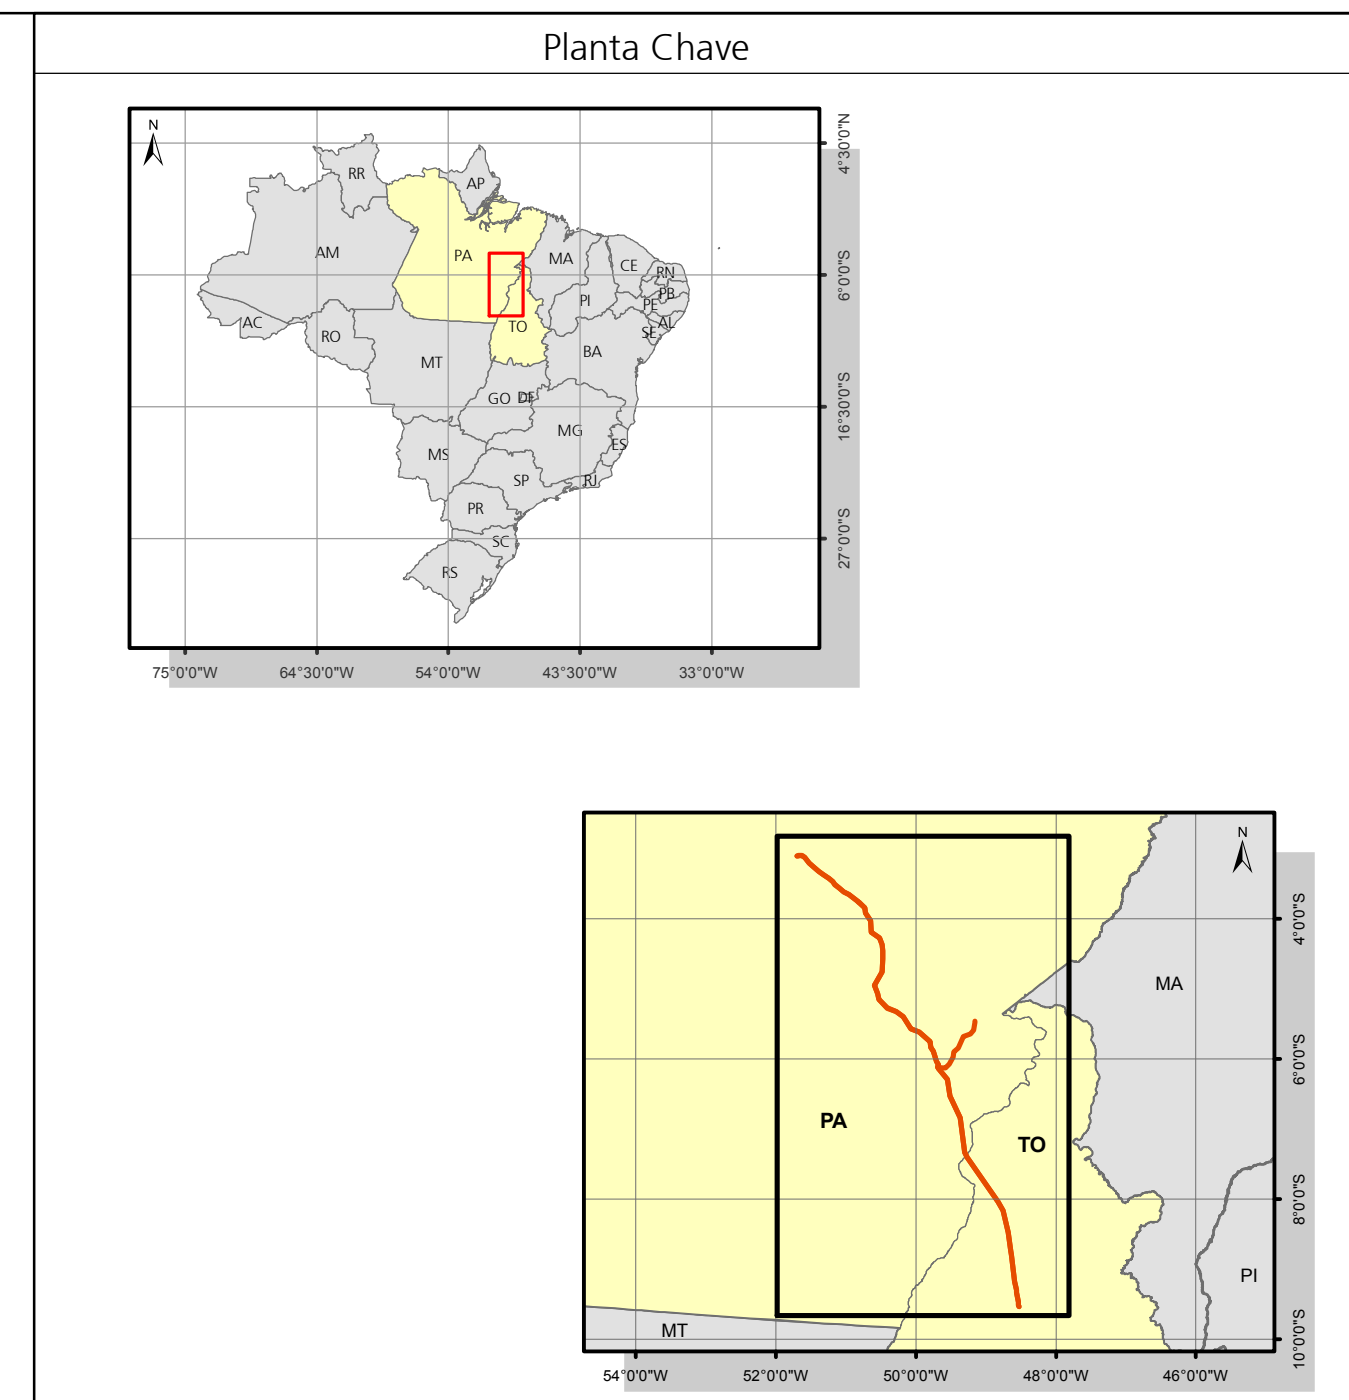 Planta Chave
N
4°30'0"N
RR
AP
AM
PA
MA
CE
RN
6°0'0"S
PB
PI
PE
AC
RO
TO
AL
SE
MT
BA
GO
DF
16°30'0"S
MG
ES
MS
SP
RJ
PR
27°0'0"S
SC
RS
75°0'0"W
64°30'0"W
54°0'0"W
43°30'0"W
33°0'0"W
N
4°0'0"S
MA
6°0'0"S
PA
TO
8°0'0"S
PI
MT
10°0'0"S
54°0'0"W
52°0'0"W
50°0'0"W
48°0'0"W
46°0'0"W